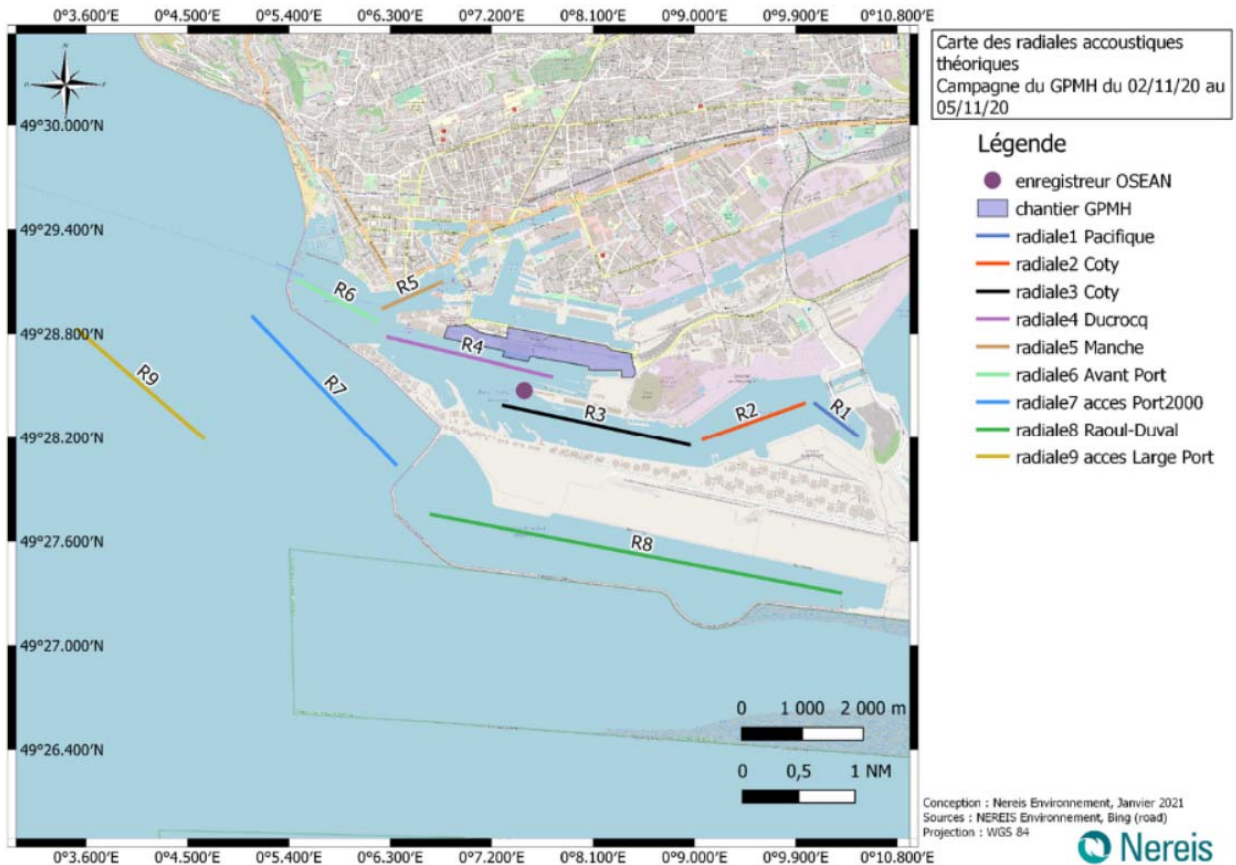 0°3.600'E 0°4.500'E 0°5.400'E 0°6.300'E 0°7.200'E 0°8.100'E 0°9.000'E 0°9.900'E 0°10.800'E
Carte des radiales accoustiques
théoriques
Campagne du GPMH du 02/11/20 au
05/11/20
N
49°30.000'N
49°29.400'N
49°28.800'N
49°28.200'N
49°27.600'N
49°27.000'N
49°26.400'N
R6
R5
R4
R9
R7
R3
R2
R1
R8
Légende
enregistreur OSEAN
chantier GPMH
radiale1 Pacifique
radiale2 Coty
radiale3 Coty
radiale4 Ducrocq
radiale5 Manche
radiale6 Avant Port
radiale7 acces Port2000
radiale8 Raoul-Duval
radiale9 acces Large Port
0 1 000 2 000 m
0 0,5 1 NM
0°3.600'E 0°4.500'E 0°5.400'E 0°6.300'E 0°7.200'E 0°8.100'E 0°9.000'E 0°9.900'E 0°10.800'E
Conception : Nereis Environnement, Janvier 2021
Sources : NEREIS Environnement, Bing (road)
Projection : WGS 84
Nereis